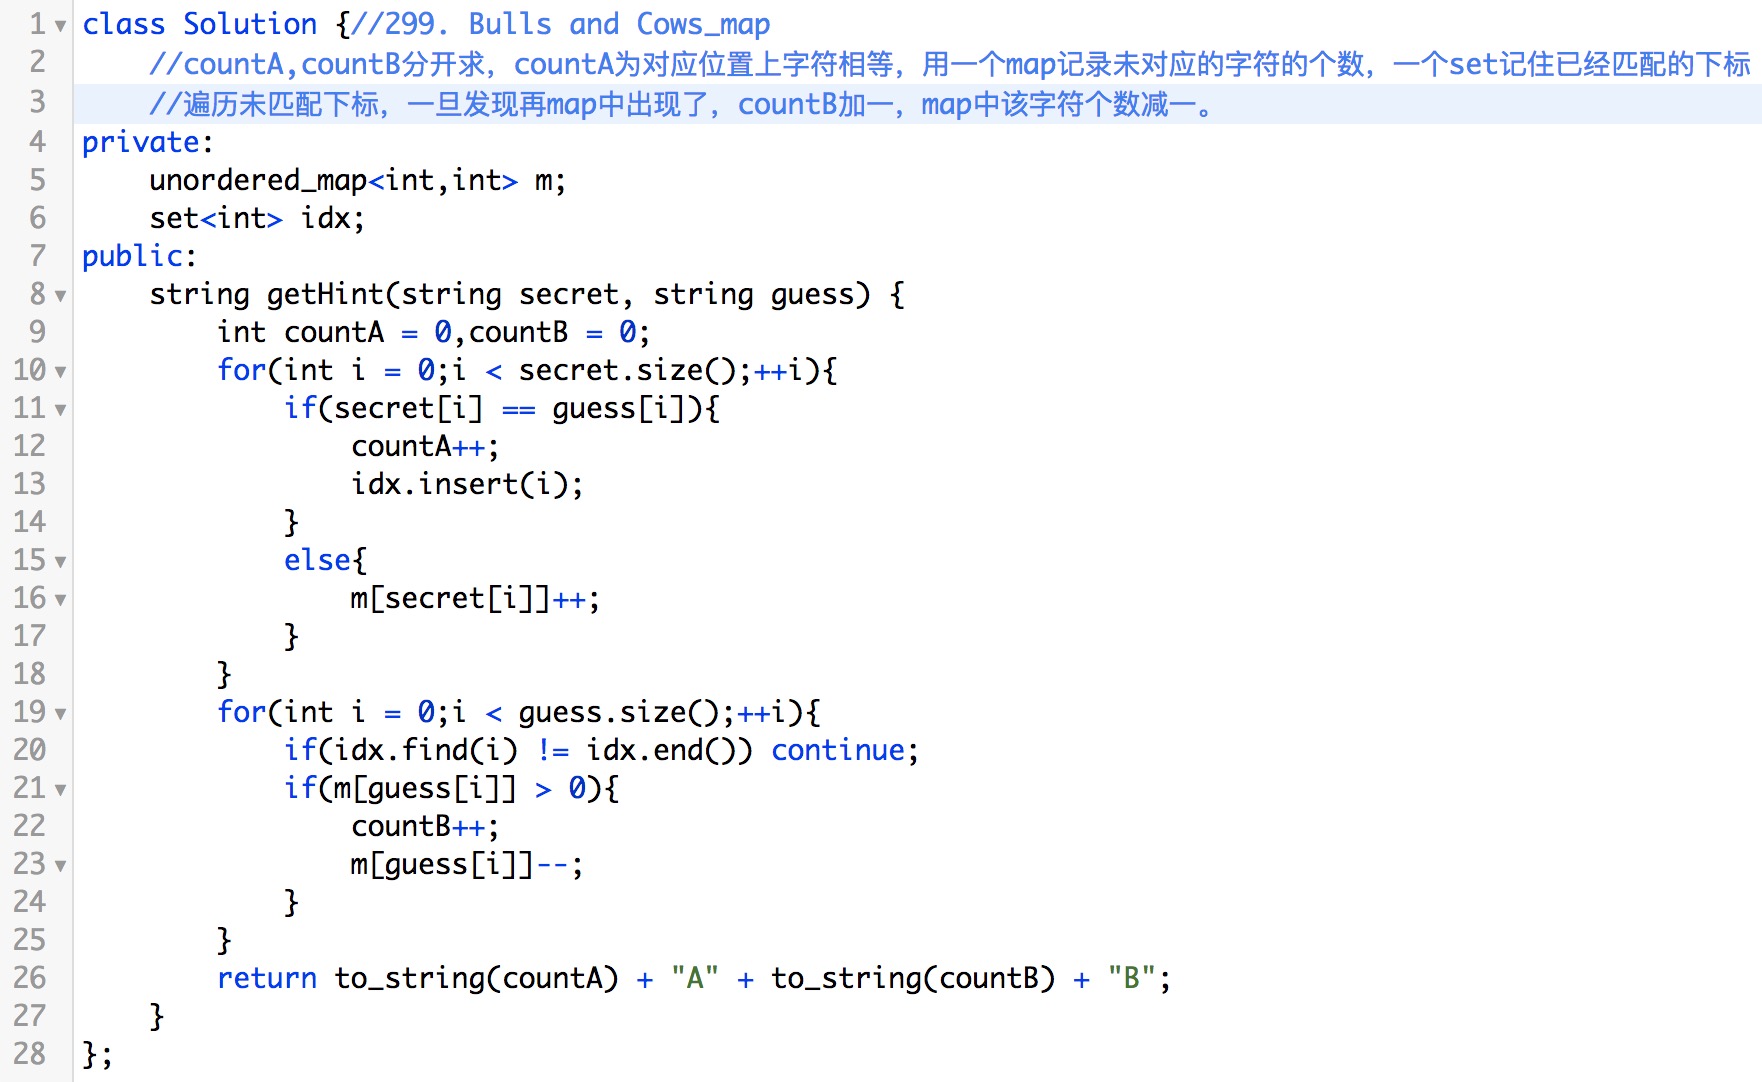 1 class Solution {//299. Bulls and Cows_map
2 //countA,countB分开求，countA为对应位置上字符相等，用一个map记录未对应的字符的个数，一个set记住已经匹配的下标
3 //遍历未匹配下标，一旦发现再map中出现了，countB加一，map中该字符个数减一。
4 private:
5 unordered_map<int,int> m;
6 set<int> idx;
7 public:
8 string getHint(string secret, string guess) {
9 int countA = 0,countB = 0;
10 for(int i = 0;i < secret.size();++i){
11 if(secret[i] == guess[i]){
12 countA++;
13 idx.insert(i);
14 }
15 else{
16 m[secret[i]]++;
17 }
18 }
19 for(int i = 0;i < guess.size();++i){
20 if(idx.find(i) != idx.end()) continue;
21 if(m[guess[i]] > 0){
22 countB++;
23 m[guess[i]]--;
24 }
25 }
26 return to_string(countA) + "A" + to_string(countB) + "B";
27 }
28 };